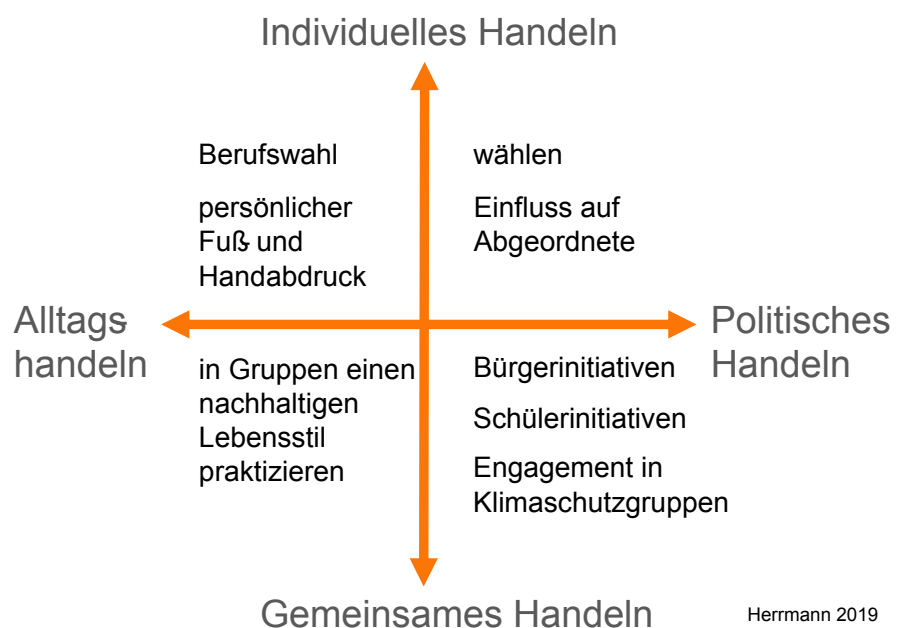 Individuelles Handeln
Berufswahl
persönlicher
Fuß- und
Handabdruck
wählen
Einfluss auf
Abgeordnete
Alltags-
handeln
Politisches
Handeln
in Gruppen einen
nachhaltigen
Lebensstil
praktizieren
Bürgerinitiativen
Schülerinitiativen
Engagement in
Klimaschutzgruppen
Gemeinsames Handeln
Herrmann 2019